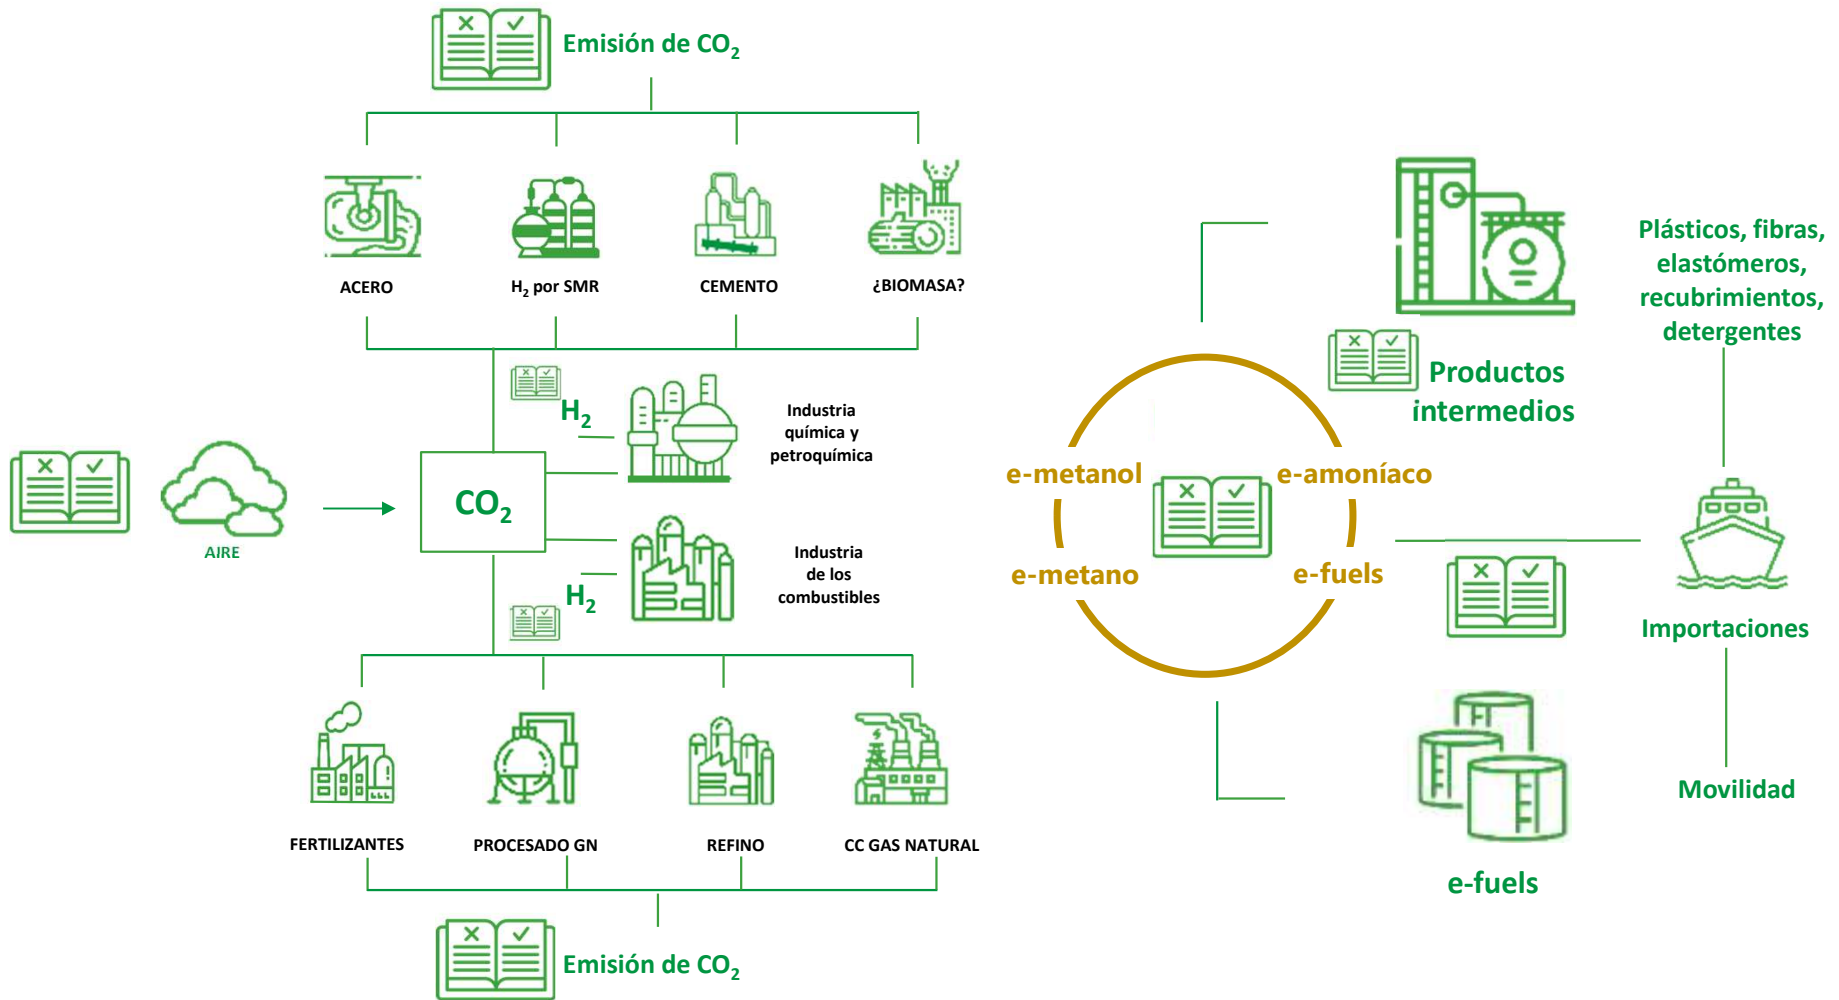 Emisión de CO₂
ACERO
H₂ por SMR
CEMENTO
¿BIOMASA?
H₂
Industria
química y
petroquímica
AIRE
CO₂
Industria
de los
combustibles
H₂
FERTILIZANTES
PROCESADO GN
REFINO
CC GAS NATURAL
Emisión de CO₂
e-metanol
e-amoníaco
e-metano
e-fuels
Productos
intermedios
Plásticos, fibras,
elastómeros,
recubrimientos,
detergentes
Importaciones
Movilidad
e-fuels